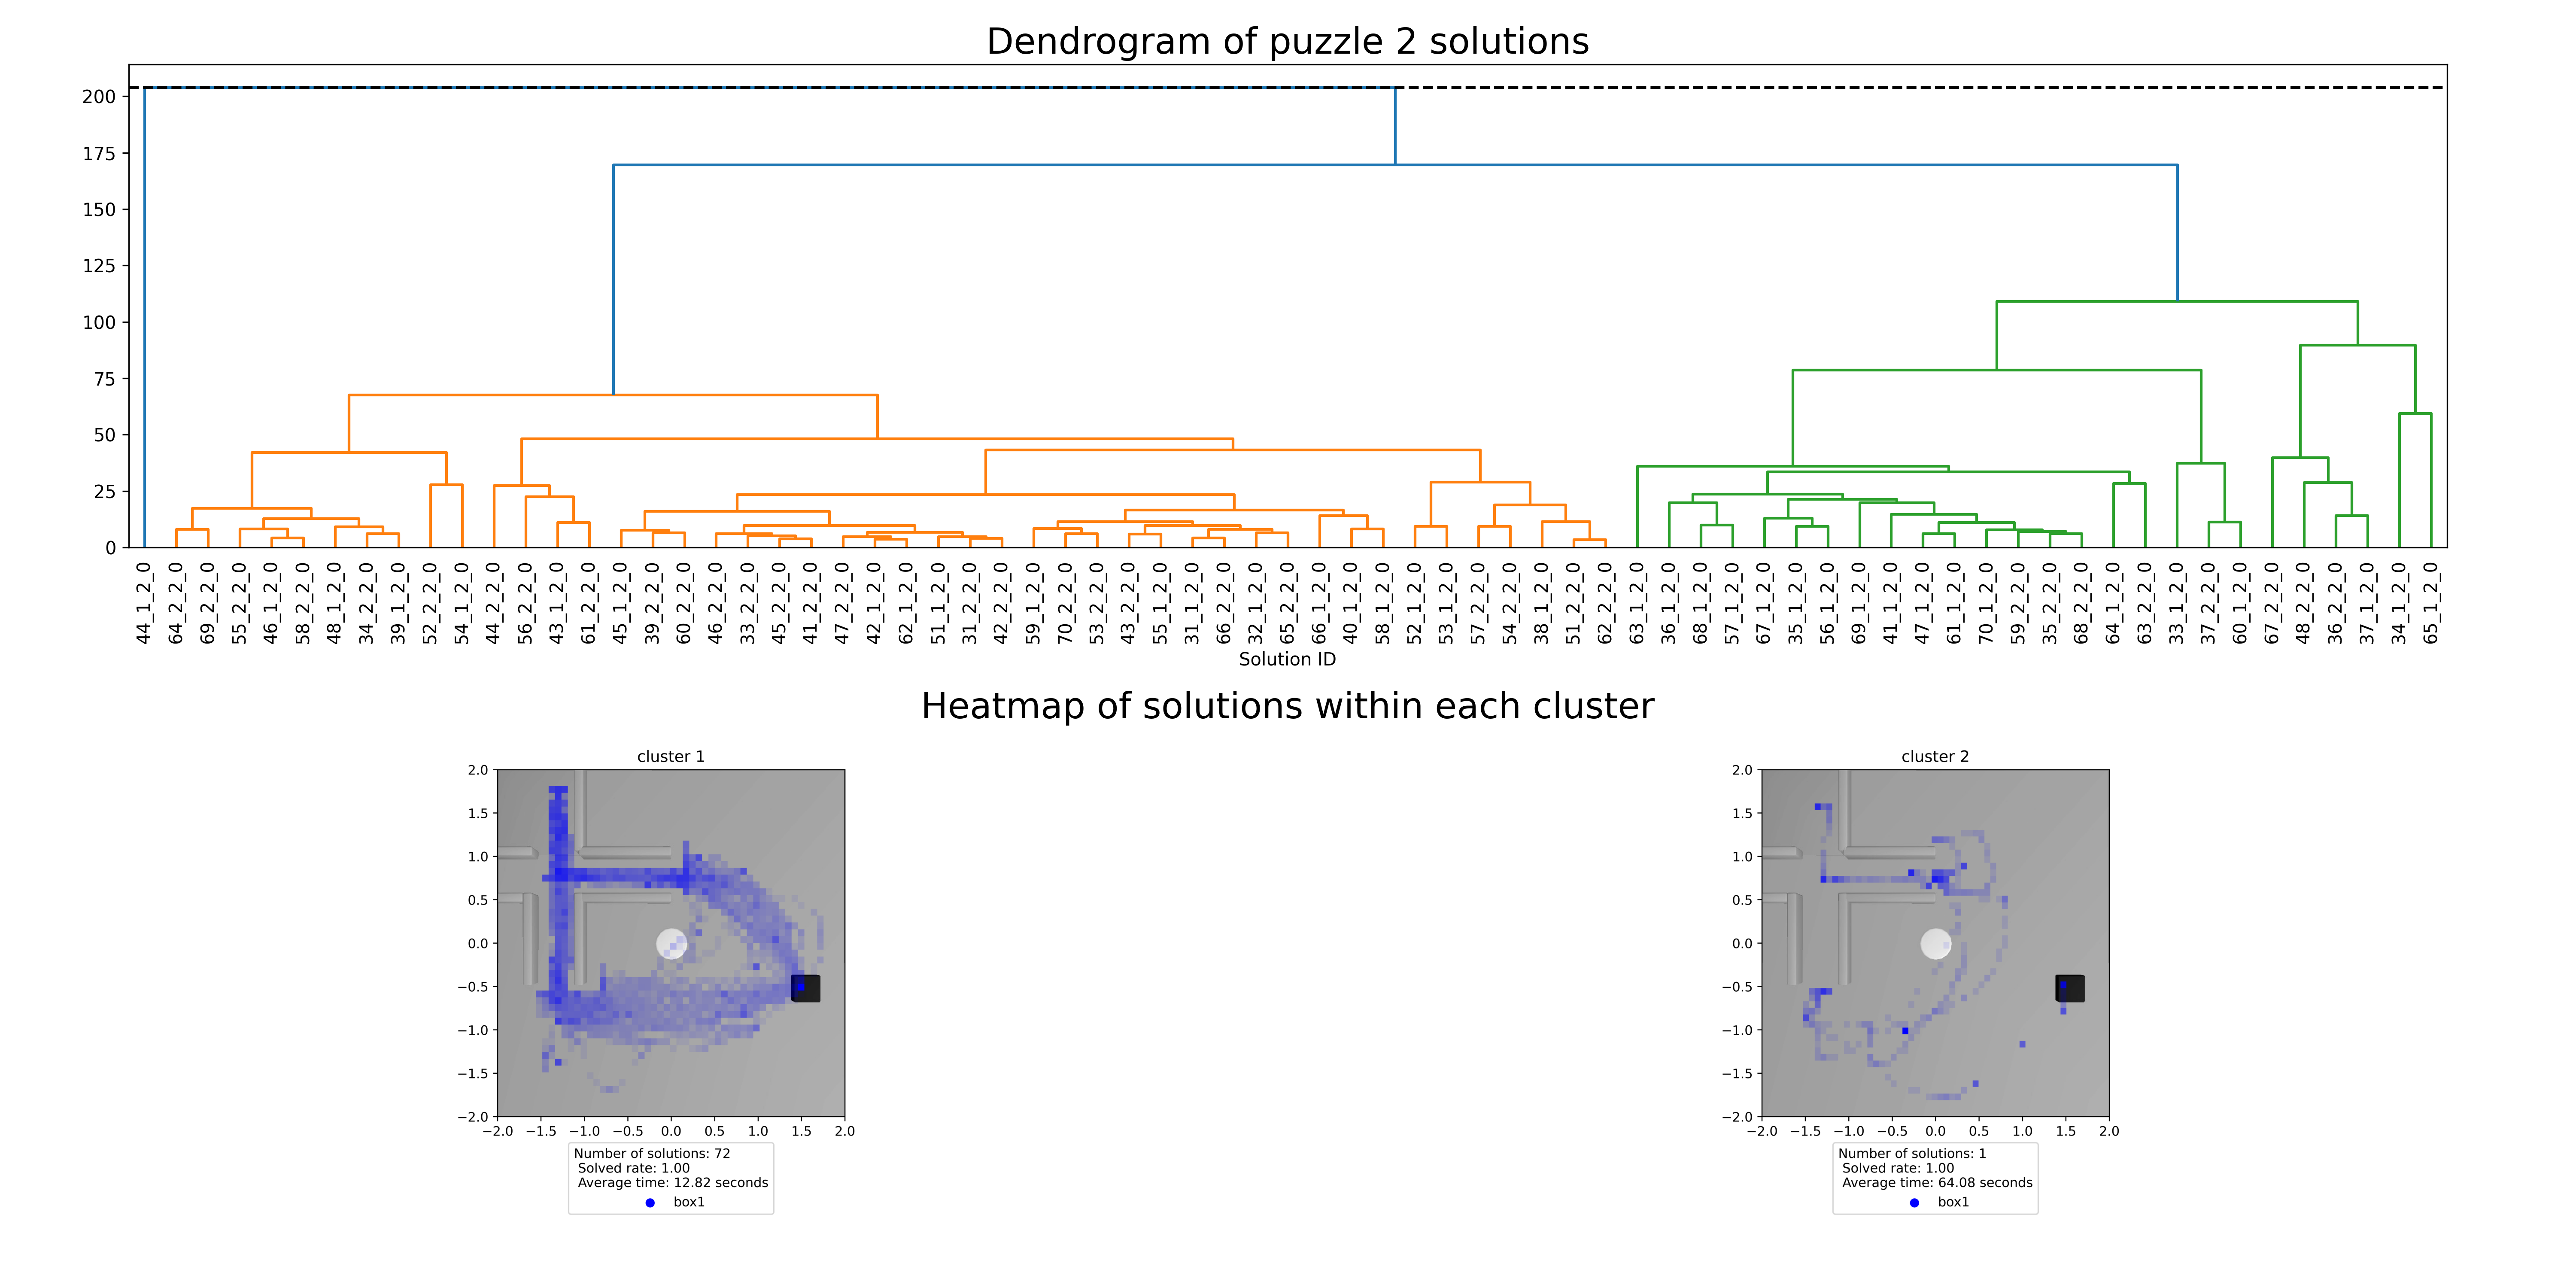 Dendrogram of puzzle 2 solutions
200
175
150
125
100
75
50
25
0
44_1_2_0 64_2_2_0 69_2_2_0 55_2_2_0 46_1_2_0 58_2_2_0 48_1_2_0 34_2_2_0 39_1_2_0 52_2_2_0 54_1_2_0 44_2_2_0 56_2_2_0 43_1_2_0 61_2_2_0 45_1_2_0 39_2_2_0 60_2_2_0 46_2_2_0 33_2_2_0 45_2_2_0 41_2_2_0 47_2_2_0 42_1_2_0 62_1_2_0 51_1_2_0 31_2_2_0 42_2_2_0 59_1_2_0 70_2_2_0 53_2_2_0 43_2_2_0 55_1_2_0 31_1_2_0 66_2_2_0 32_1_2_0 65_2_2_0 66_1_2_0 40_1_2_0 58_1_2_0 52_1_2_0 53_1_2_0 57_2_2_0 54_2_2_0 38_1_2_0 51_2_2_0 62_2_2_0 63_1_2_0 36_1_2_0 68_1_2_0 57_1_2_0 67_1_2_0 35_1_2_0 56_1_2_0 69_1_2_0 41_1_2_0 47_1_2_0 61_1_2_0 70_1_2_0 59_2_2_0 35_2_2_0 68_2_2_0 64_1_2_0 63_2_2_0 33_1_2_0 37_2_2_0 60_1_2_0 67_2_2_0 48_2_2_0 36_2_2_0 37_1_2_0 34_1_2_0 65_1_2_0
Solution ID
Heatmap of solutions within each cluster
cluster 1
2.0
1.5
1.0
0.5
0.0
−0.5
−1.0
−1.5
−2.0
−2.0 −1.5 −1.0 −0.5 0.0 0.5 1.0 1.5 2.0
Number of solutions: 72
Solved rate: 1.00
Average time: 12.82 seconds
box1
cluster 2
2.0
1.5
1.0
0.5
0.0
−0.5
−1.0
−1.5
−2.0
−2.0 −1.5 −1.0 −0.5 0.0 0.5 1.0 1.5 2.0
Number of solutions: 1
Solved rate: 1.00
Average time: 64.08 seconds
box1